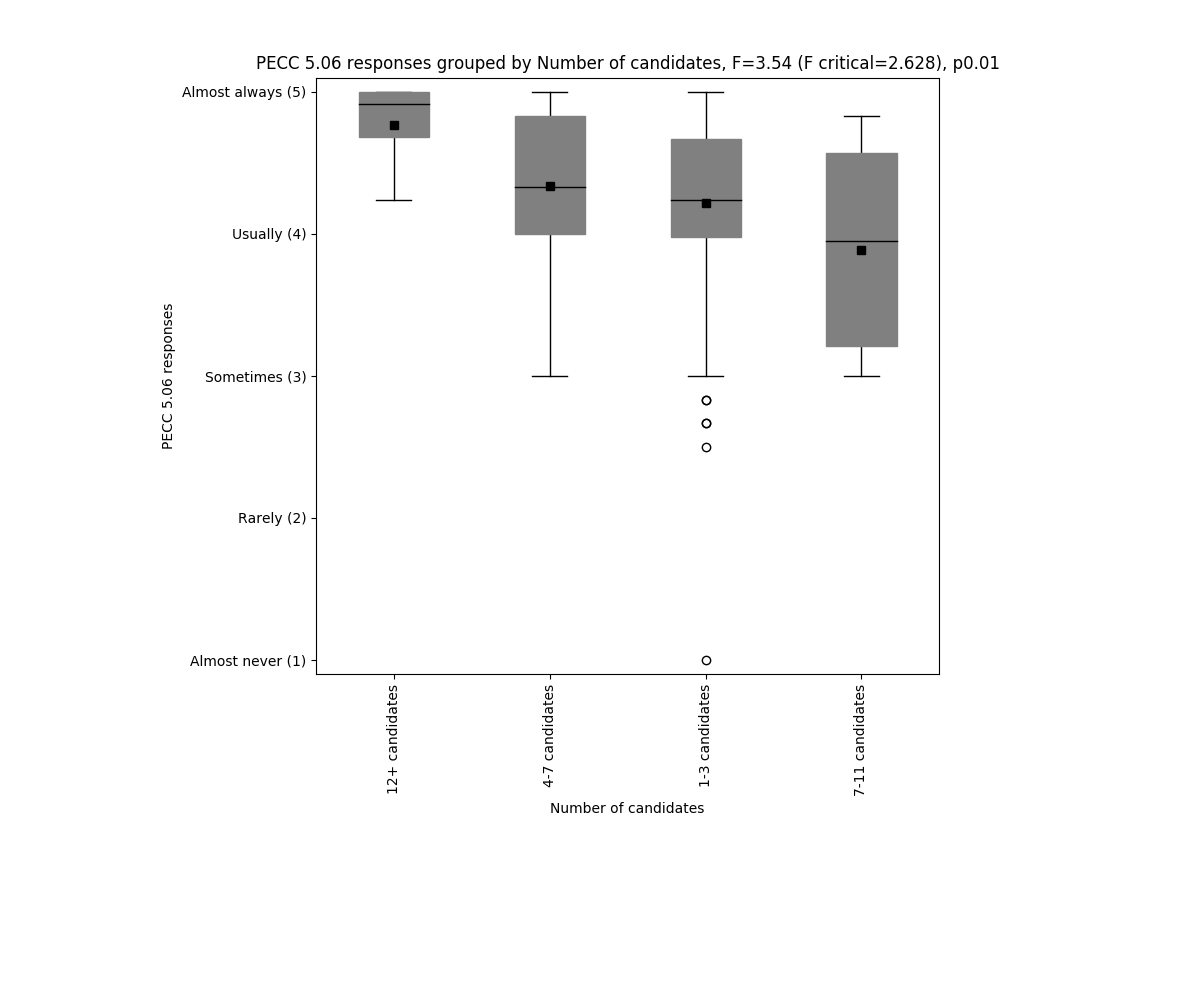 PECC 5.06 responses grouped by Number of candidates, F=3.54 (F critical=2.628), p0.01
Almost always (5)
Usually (4)
Sometimes (3)
Rarely (2)
Almost never (1)
PECC 5.06 responses
12+ candidates
4-7 candidates
1-3 candidates
7-11 candidates
Number of candidates